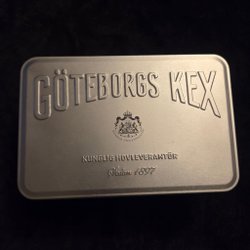 GÖTEBORGS KEX
KUNGLIG HOVLEVERANTÖR
Sedan 1897